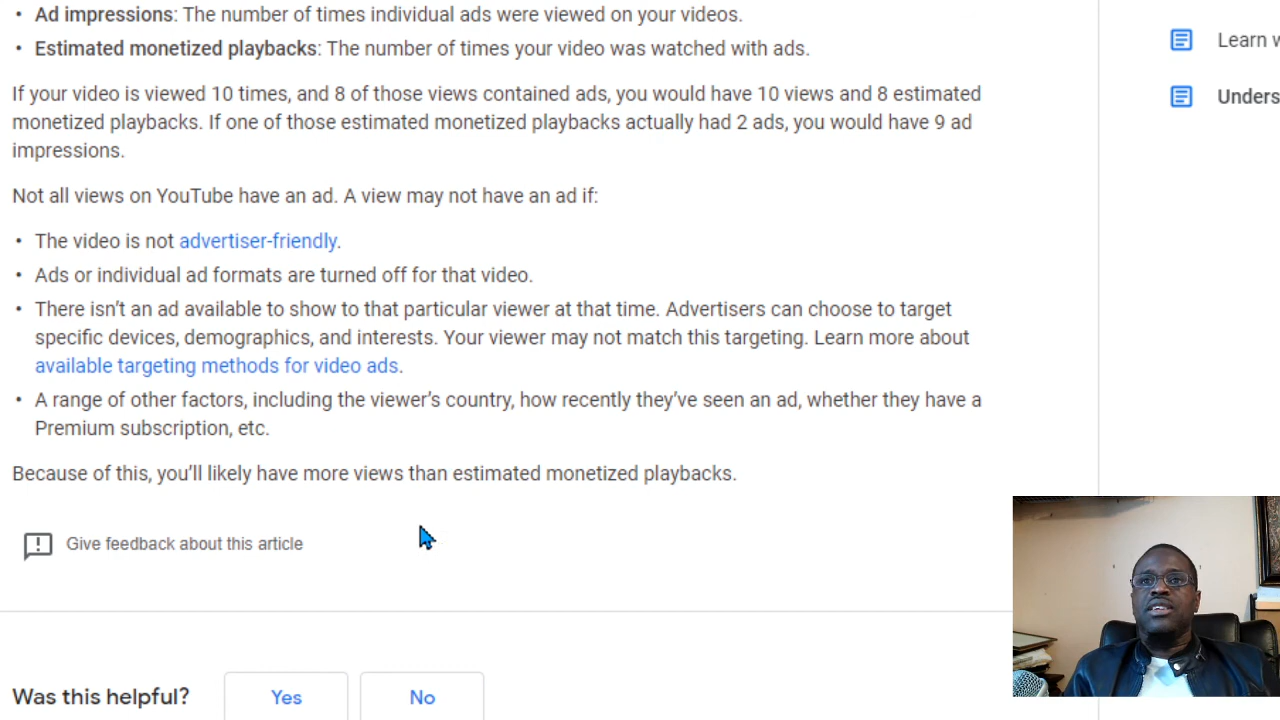 • Ad impressions: The number of times individual ads were viewed on your videos.
• Estimated monetized playbacks: The number of times your video was watched with ads.
If your video is viewed 10 times, and 8 of those views contained ads, you would have 10 views and 8 estimated
monetized playbacks. If one of those estimated monetized playbacks actually had 2 ads, you would have 9 ad
impressions.
Not all views on YouTube have an ad. A view may not have an ad if:
• The video is not advertiser-friendly.
• Ads or individual ad formats are turned off for that video.
• There isn’t an ad available to show to that particular viewer at that time. Advertisers can choose to target
specific devices, demographics, and interests. Your viewer may not match this targeting. Learn more about
available targeting methods for video ads.
• A range of other factors, including the viewer’s country, how recently they’ve seen an ad, whether they have a
Premium subscription, etc.
Because of this, you’ll likely have more views than estimated monetized playbacks.
Give feedback about this article
Was this helpful?
Yes
No
Learn
Unders